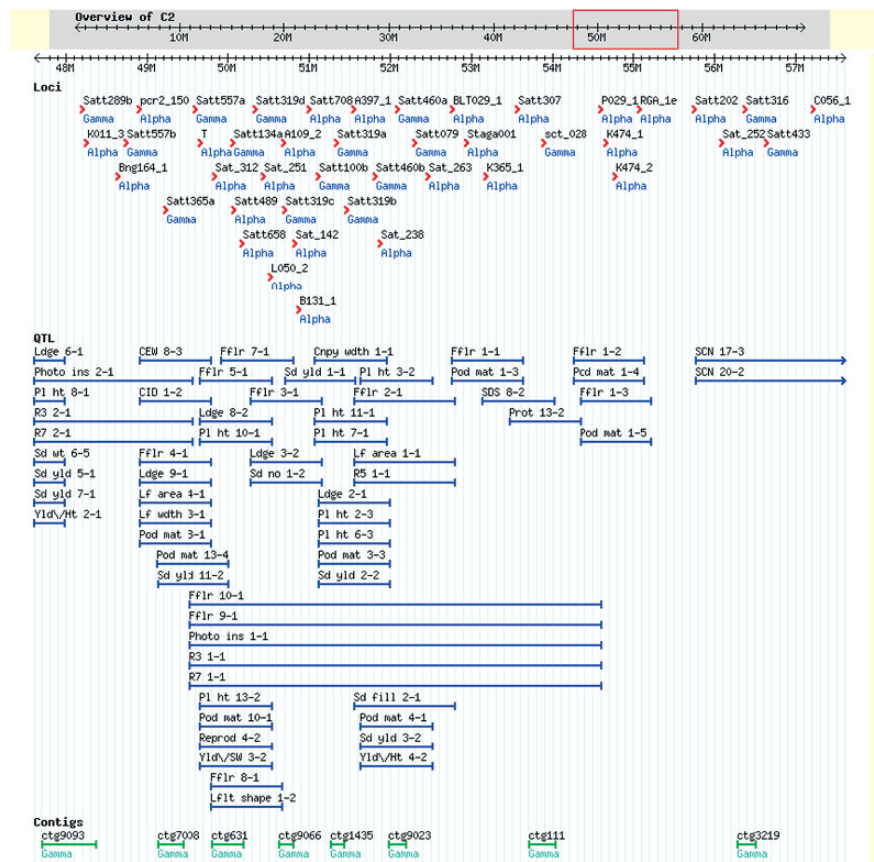 Overview of C2
10M 20M 30M 40M 50M 60M
48M 49M 50M 51M 52M 53M 54M 55M 56M 57M
Loci
Satt289b pcr2_150 Satt557a Satt319d Satt708 A397_1 Satt460a BLT029_1 Satt307 P029_1 RGA_1e Satt202 Satt316 C056_1
Gamma Alpha Gamma Gamma Gamma Alpha Gamma Alpha Alpha Alpha Alpha Alpha Gamma Alpha
K011_3 Satt557b T Satt134a A109_2 Satt319a Satt079 Staga001 sct_028 K474_1 Sat_252 Satt433
Alpha Gamma Alpha Gamma Alpha Gamma Gamma Alpha Gamma Alpha Alpha Gamma
Bng164_1 Sat_312 Sat_251 Satt100b Satt460b Sat_263 K365_1 K474_2
Alpha Alpha Alpha Gamma Gamma Alpha Alpha Alpha
Satt365a Satt489 Satt319c Satt319b
Gamma Alpha Gamma Gamma
Satt658 Sat_142 Sat_238
Alpha Alpha Alpha
L050_2
Alpha
B131_1
Alpha
QTL
Ldge 6-1 CEW 8-3 Fflr 7-1 Cnpy wdth 1-1 Fflr 1-1 Fflr 1-2 SCN 17-3
Photo ins 2-1 Fflr 5-1 Sd yld 1-1 Pl ht 3-2 Pod mat 1-3 Pcd mat 1-4 SCN 20-2
Pl ht 8-1 CID 1-2 Fflr 3-1 Fflr 2-1 SDS 8-2 Fflr 1-3
R3 2-1 Ldge 8-2 Pl ht 11-1 Prot 13-2
R7 2-1 Pl ht 10-1 Pl ht 7-1 Pod mat 1-5
Sd wt 6-5 Fflr 4-1 Ldge 3-2 Lf area 1-1
Sd yld 5-1 Ldge 9-1 Sd no 1-2 R5 1-1
Sd yld 7-1 Lf area 4-1 Ldge 2-1
Yld\/Ht 2-1 Lf wdth 3-1 Pl ht 2-3
Pod mat 3-1 Pl ht 6-3
Pod mat 13-4 Pod mat 3-3
Sd yld 11-2 Sd yld 2-2
Fflr 10-1
Fflr 9-1
Photo ins 1-1
R3 1-1
R7 1-1
Pl ht 13-2 Sd fill 2-1
Pod mat 10-1 Pod mat 4-1
Reprod 4-2 Sd yld 3-2
Yld\/SW 3-2 Yld\/Ht 4-2
Fflr 8-1
Lflt shape 1-2
Contigs
ctg9093 ctg7008 ctg631 ctg9066 ctg1435 ctg9023 ctg111 ctg3219
Gamma Gamma Gamma Gamma Gamma Gamma Gamma Gamma